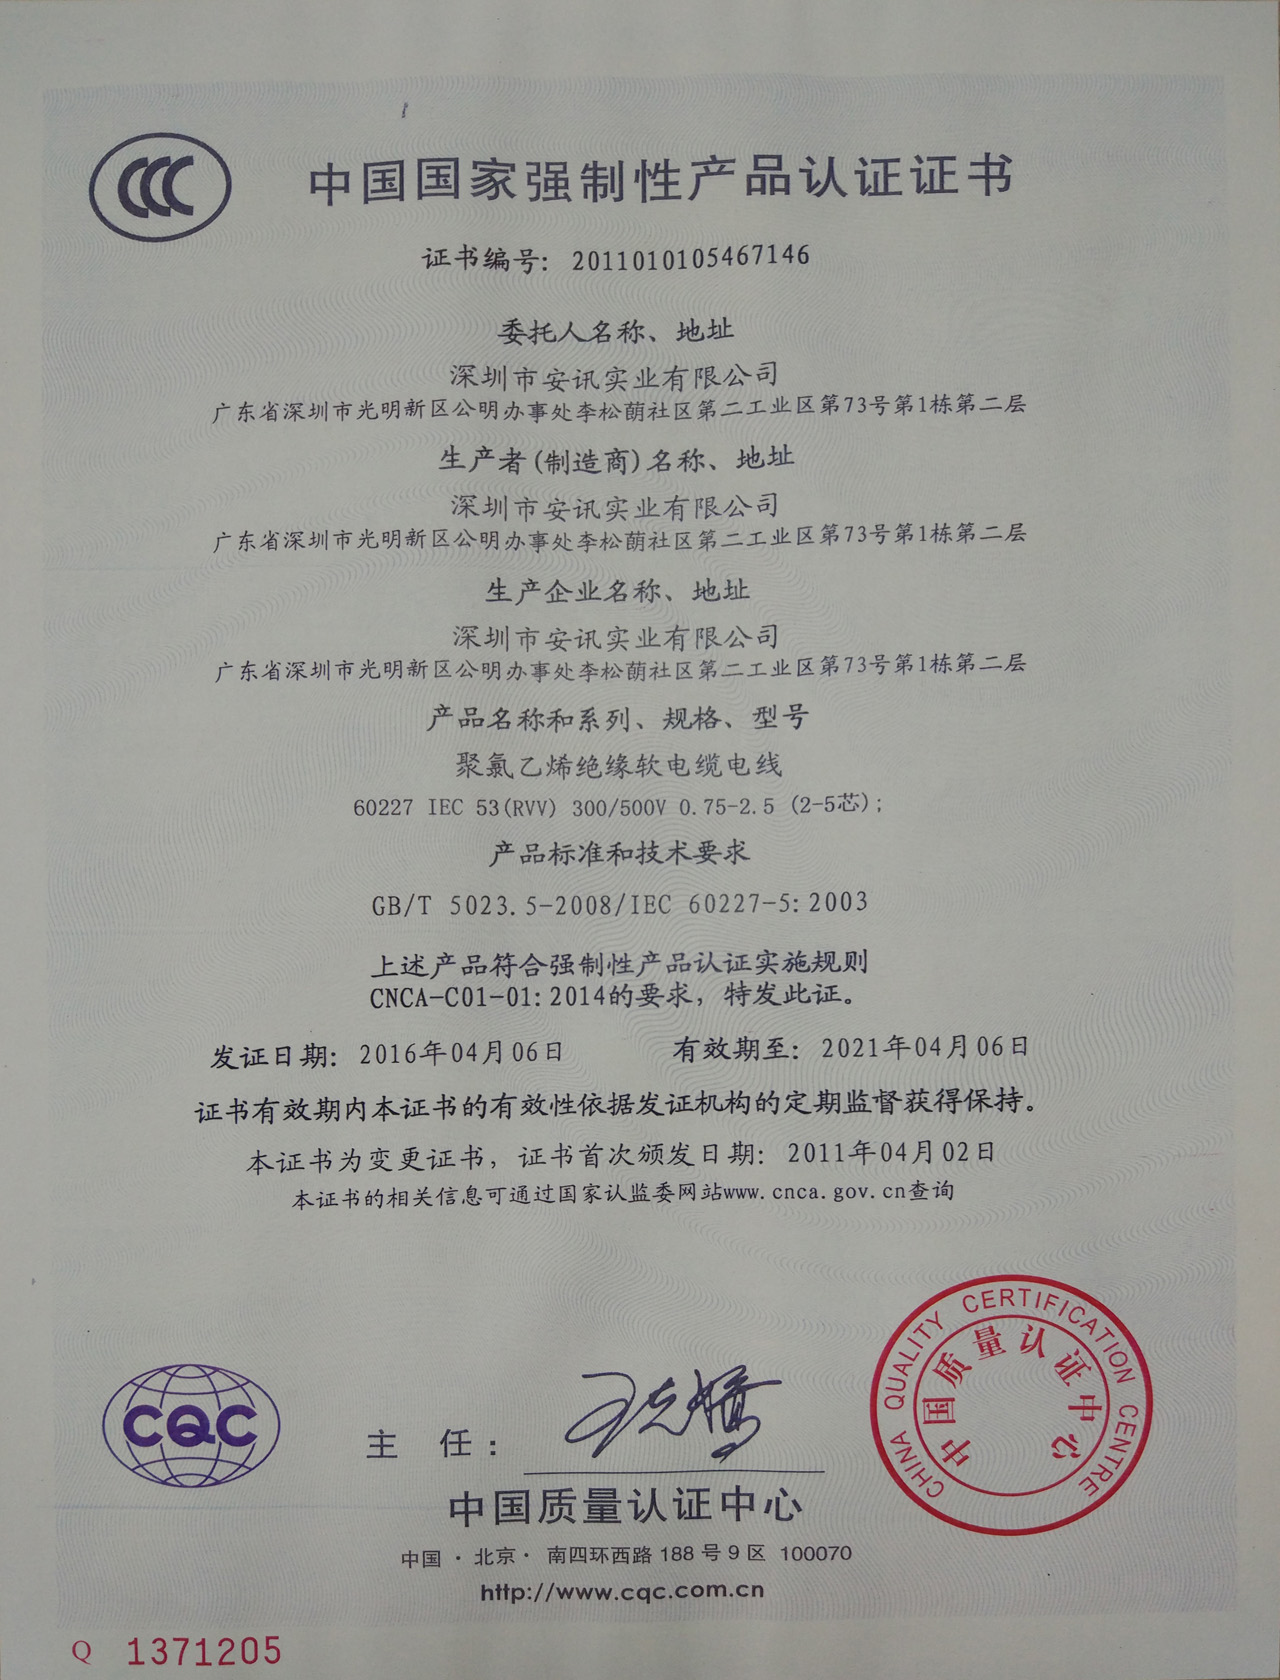 CCC
中国国家强制性产品认证证书
证书编号: 2011010105467146
委托人名称、地址
深圳市安讯实业有限公司
广东省深圳市光明新区公明办事处李松蓢社区第二工业区第73号第1栋第二层
生产者(制造商)名称、地址
深圳市安讯实业有限公司
广东省深圳市光明新区公明办事处李松蓢社区第二工业区第73号第1栋第二层
生产企业名称、地址
深圳市安讯实业有限公司
广东省深圳市光明新区公明办事处李松蓢社区第二工业区第73号第1栋第二层
产品名称和系列、规格、型号
聚氯乙烯绝缘软电缆电线
60227 IEC 53(RVV) 300/500V 0.75-2.5 (2-5芯);
产品标准和技术要求
GB/T 5023.5-2008/IEC 60227-5:2003
上述产品符合强制性产品认证实施规则
CNCA-C01-01:2014的要求，特发此证。
发证日期: 2016年04月06日 有效期至: 2021年04月06日
证书有效期内本证书的有效性依据发证机构的定期监督获得保持。
本证书为变更证书，证书首次颁发日期: 2011年04月02日
本证书的相关信息可通过国家认监委网站www.cnca.gov.cn查询
CQC
主 任:
CHINA QUALITY CERTIFICATION CENTRE
中国质量认证中心
中国质量认证中心
中国·北京· 南四环西路 188 号 9 区 100070
http://www.cqc.com.cn
Q 1371205